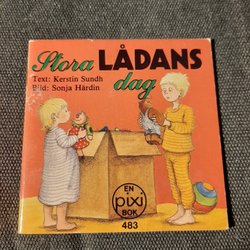 Stora LÅDANS
dag
Text: Kerstin Sundh
Bild: Sonja Härdin
EN
pixi
BOK
483